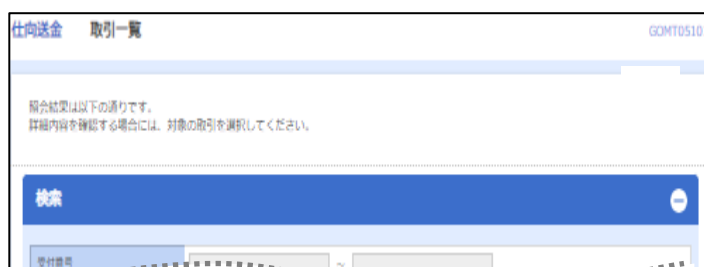 仕向送金 取引一覧 GOMT0510
照会結果は以下の通りです。
詳細内容を確認する場合には、対象の取引を選択してください。
検索
受付番号 ~